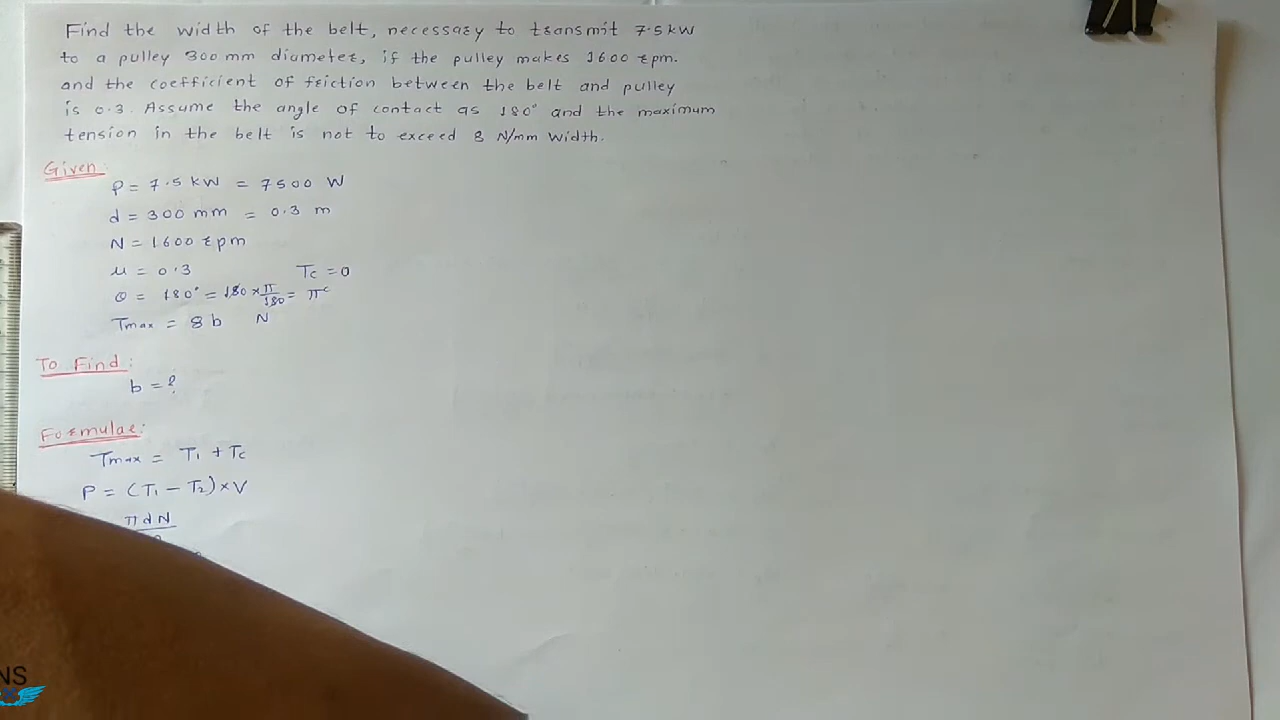 Find the width of the belt, necessary to transmit 7.5 kW
to a pulley 300 mm diameter, if the pulley makes 1600 rpm.
and the coefficient of friction between the belt and pulley
is 0.3. Assume the angle of contact as 180° and the maximum
tension in the belt is not to exceed 8 N/mm width.
Given:
P = 7.5 kW = 7500 W
d = 300 mm = 0.3 m
N = 1600 rpm
μ = 0.3 Tc = 0
θ = 180° = 180 × π/180 = πᶜ
Tmax = 8b N
To Find:
b = ?
Formulae:
Tmax = T1 + Tc
P = (T1 - T2) × V
πdN
NS